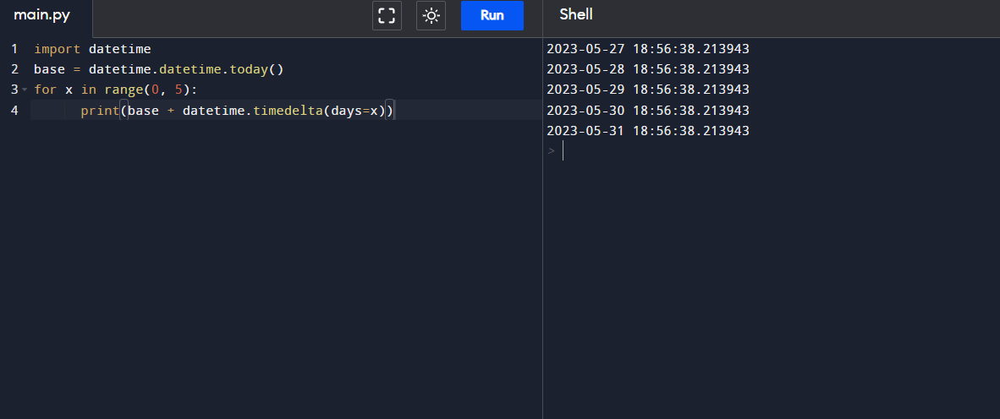 main.py
Run
Shell
1 import datetime
2 base = datetime.datetime.today()
3 for x in range(0, 5):
4 print(base + datetime.timedelta(days=x))
2023-05-27 18:56:38.213943
2023-05-28 18:56:38.213943
2023-05-29 18:56:38.213943
2023-05-30 18:56:38.213943
2023-05-31 18:56:38.213943
>